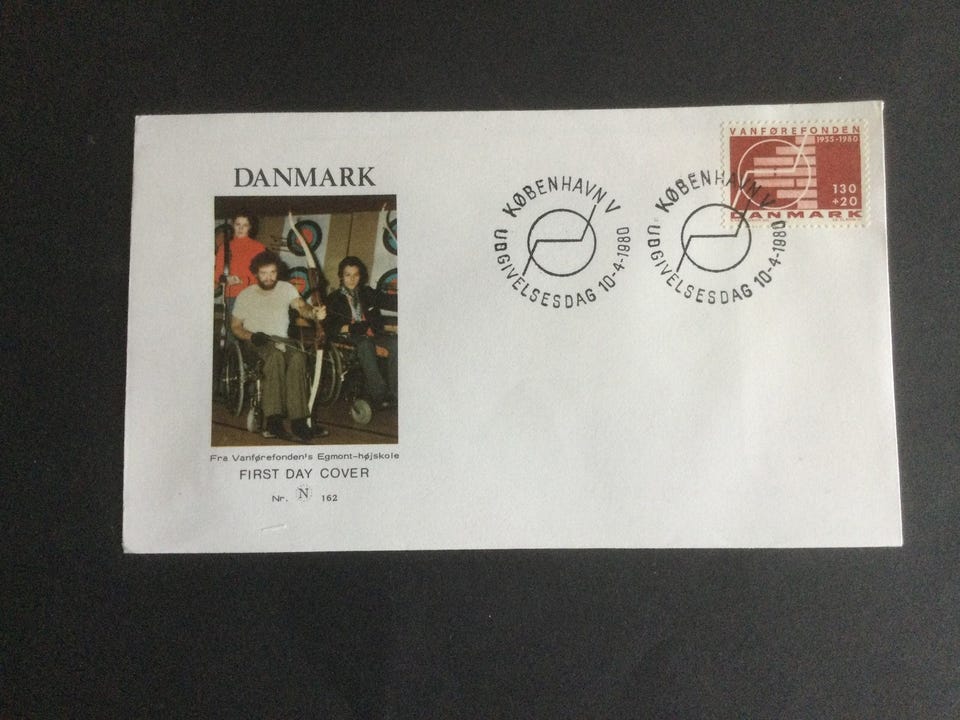 DANMARK
Fra Vanførefonden's Egmont-højskole
FIRST DAY COVER
Nr. N 162
KØBENHAVN V
UDGIVELSESDAG 10-4-1980
KØBENHAVN V
UDGIVELSESDAG 10-4-1980
VANFØREFONDEN
1955-1980
130
+20
DANMARK